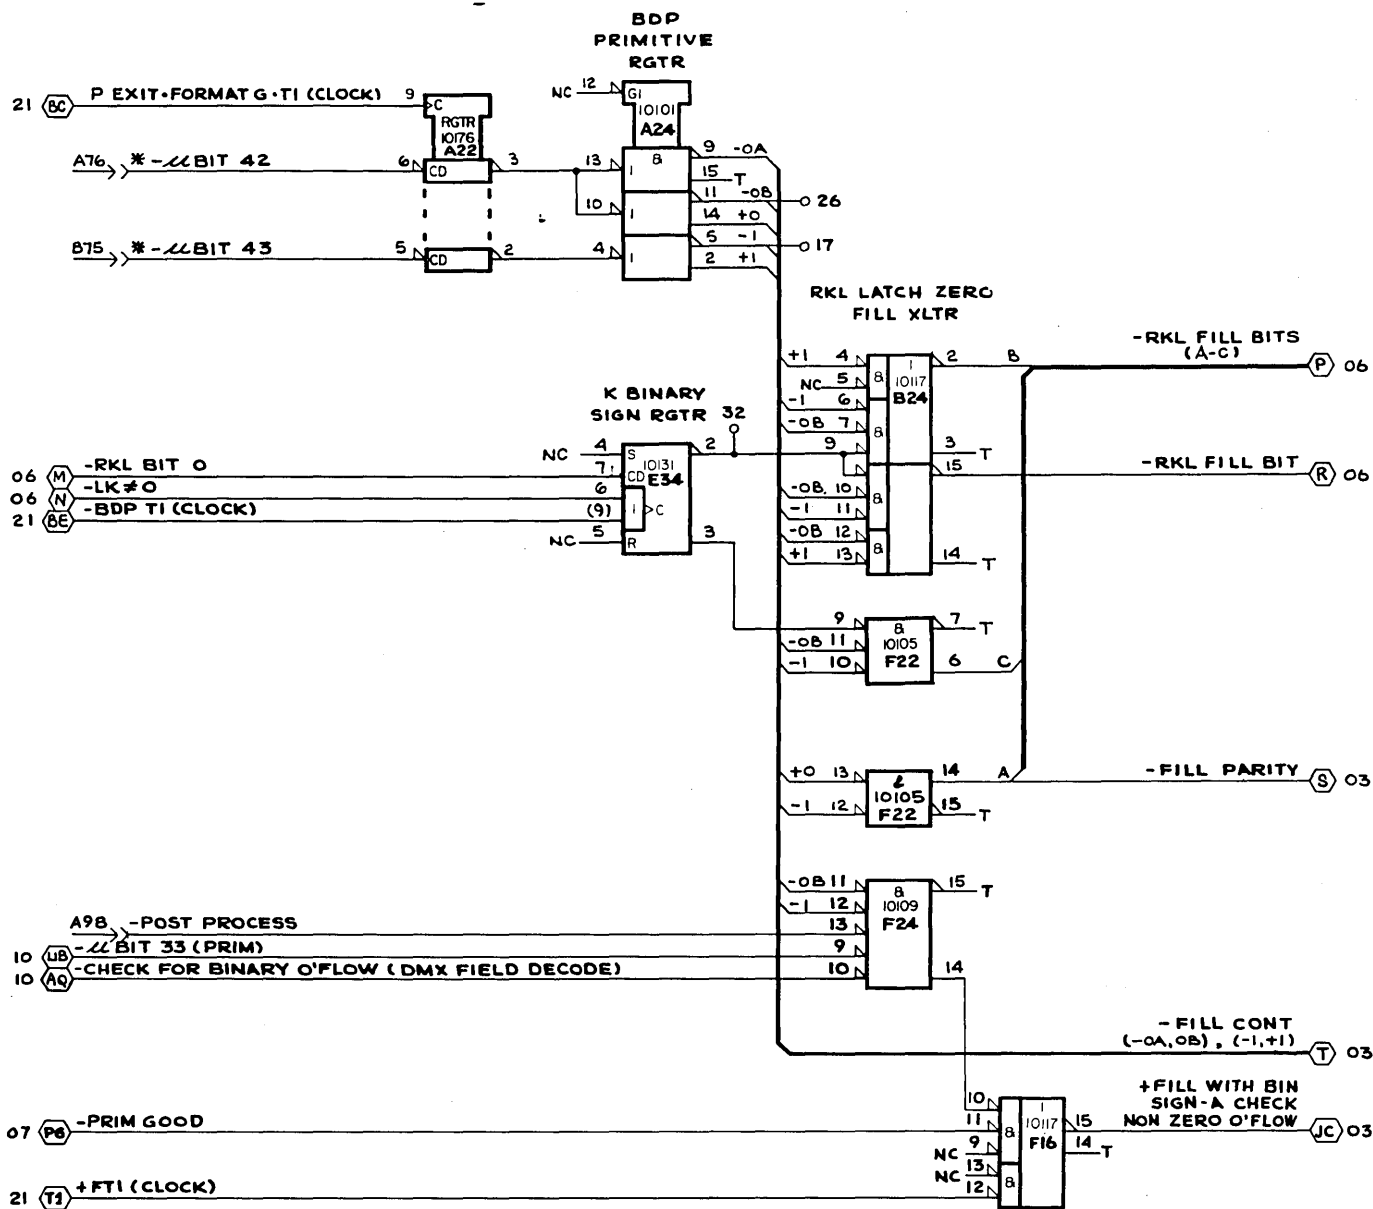 BDP
PRIMITIVE
RGTR
21 BC P EXIT•FORMAT G•T1 (CLOCK) 9
C
RGTR
10176
A22
NC 12 G1
10101
A24
A76 *-µBIT 42 6 CD 3 13 1 & 9 -0A
15 T
10 1 11 -0B 26
14 +0
B75 *-µBIT 43 5 CD 2 4 1 5 -1 17
2 +1
RKL LATCH ZERO
FILL XLTR
+1 4 & 1 2 B
NC 5 10117
B24
-1 6
-0B 7 &
9 3 T
15
-0B 10 &
-1 11
-0B 12
+1 13 & 14 T
-RKL FILL BITS
(A-C) P 06
-RKL FILL BIT R 06
K BINARY
SIGN RGTR 32
NC 4 S 2
10131
E34
06 M -RKL BIT 0 7 CD
06 N -LK≠0 6
21 BE -BDP T1 (CLOCK) (9) 1 C
NC 5 R 3
9 & 7 T
-0B 11 10105
-1 10 F22 6 C
+0 13 & 14 A
10105
-1 12 F22 15 T
-FILL PARITY S 03
-0B 11 & 15 T
-1 12 10109
F24
A98 -POST PROCESS 13
10 UB -µBIT 33 (PRIM) 9
10 AQ -CHECK FOR BINARY O'FLOW (DMX FIELD DECODE) 10 14
-FILL CONT
(-0A,0B), (-1,+1) T 03
+FILL WITH BIN
SIGN-A CHECK
NON ZERO O'FLOW JC 03
10 1
07 P6 -PRIM GOOD 11 & 10117 15
NC 9 F16 14 T
NC 13
21 T1 +FT1 (CLOCK) 12 &